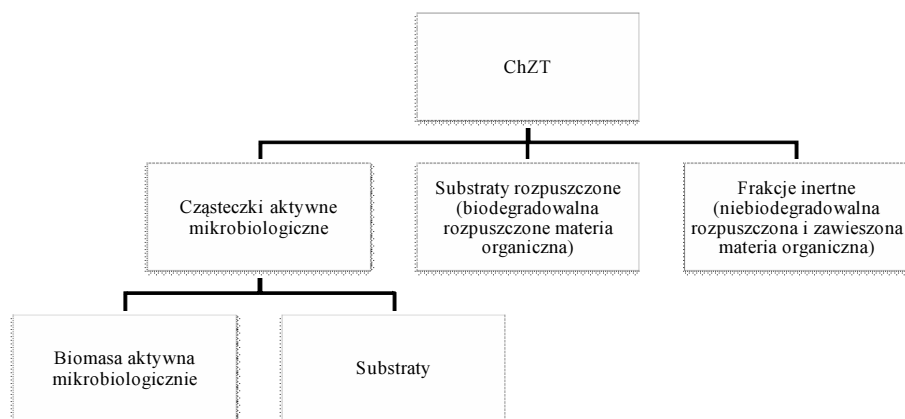 ChZT
Cząsteczki aktywne
mikrobiologiczne
Substraty rozpuszczone
(biodegradowalna
rozpuszczone materia
organiczna)
Frakcje inertne
(niebiodegradowalna
rozpuszczona i zawieszona
materia organiczna)
Biomasa aktywna
mikrobiologicznie
Substraty